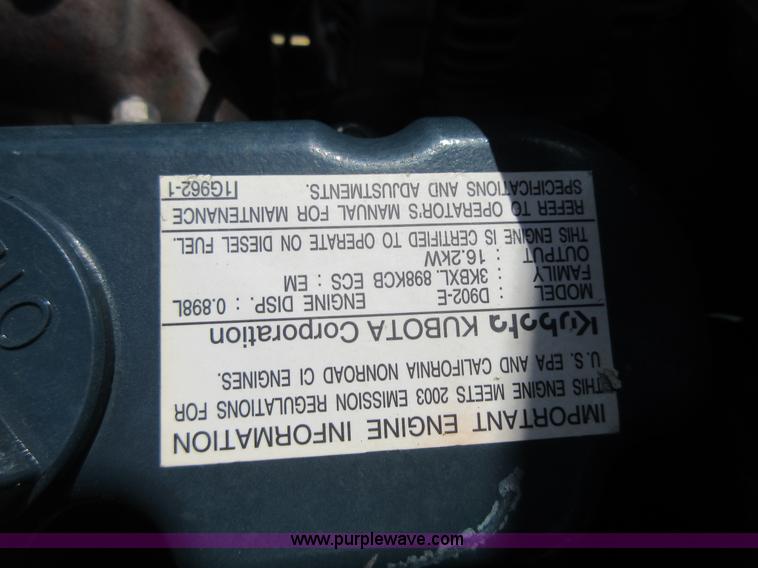 IMPORTANT ENGINE INFORMATION
THIS ENGINE MEETS 2003 EMISSION REGULATIONS FOR
U.S. EPA AND CALIFORNIA NONROAD CI ENGINES.
Kubota KUBOTA Corporation
MODEL : D902-E ENGINE DISP. : 0.898L
FAMILY : 3KBXL.898KCB ECS : EM
OUTPUT : 16.2kW
THIS ENGINE IS CERTIFIED TO OPERATE ON DIESEL FUEL.
REFER TO OPERATOR'S MANUAL FOR MAINTENANCE
SPECIFICATIONS AND ADJUSTMENTS. 1G962-1
www.purplewave.com